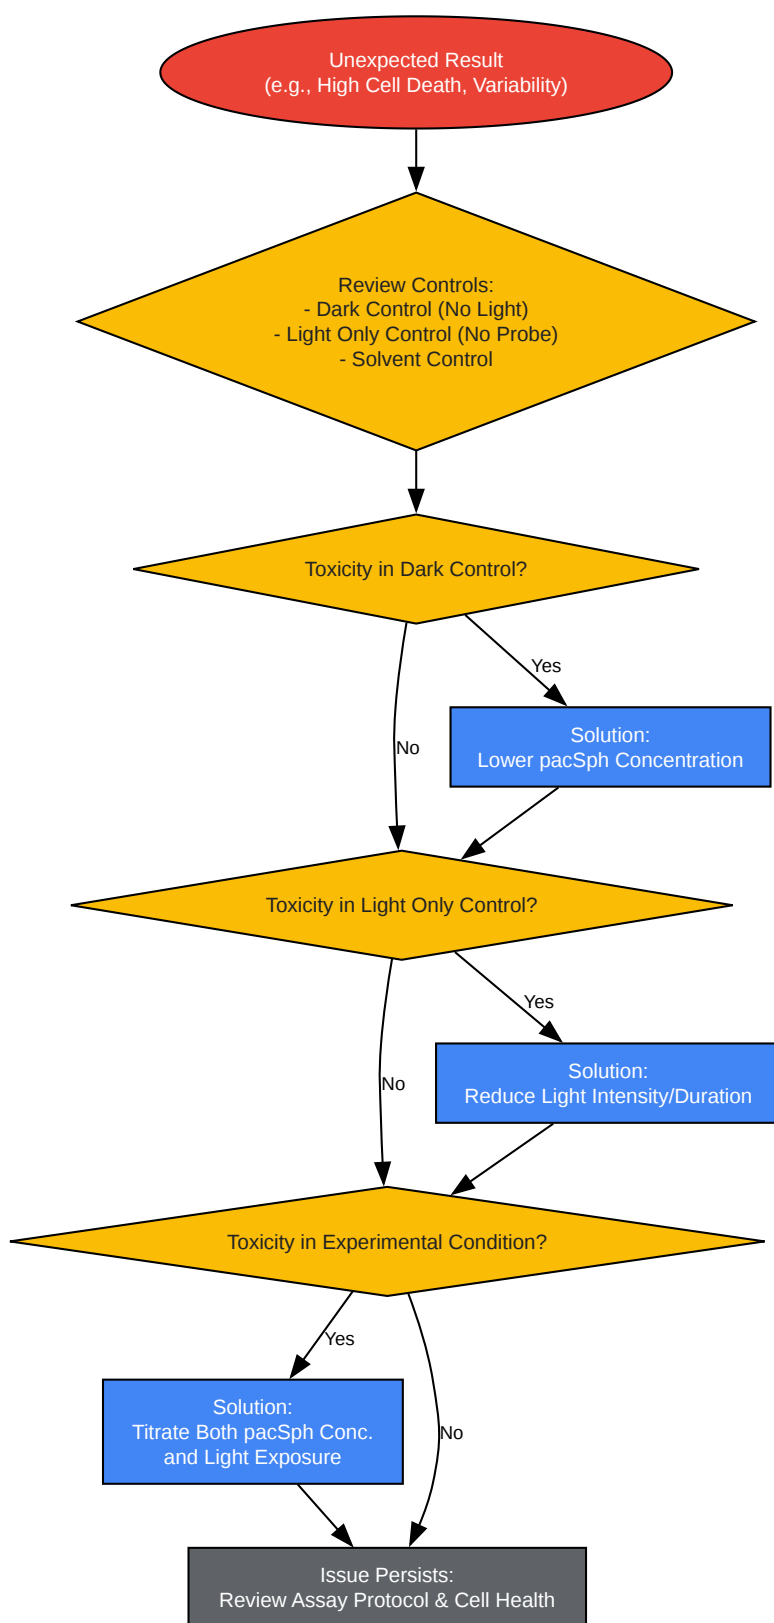 Unexpected Result
(e.g., High Cell Death, Variability)
Review Controls:
- Dark Control (No Light)
- Light Only Control (No Probe)
- Solvent Control
Toxicity in Dark Control?
Yes
Solution:
Lower pacSph Concentration
No
Toxicity in Light Only Control?
Yes
Solution:
Reduce Light Intensity/Duration
No
Toxicity in Experimental Condition?
Yes
Solution:
Titrate Both pacSph Conc.
and Light Exposure
No
Issue Persists:
Review Assay Protocol & Cell Health